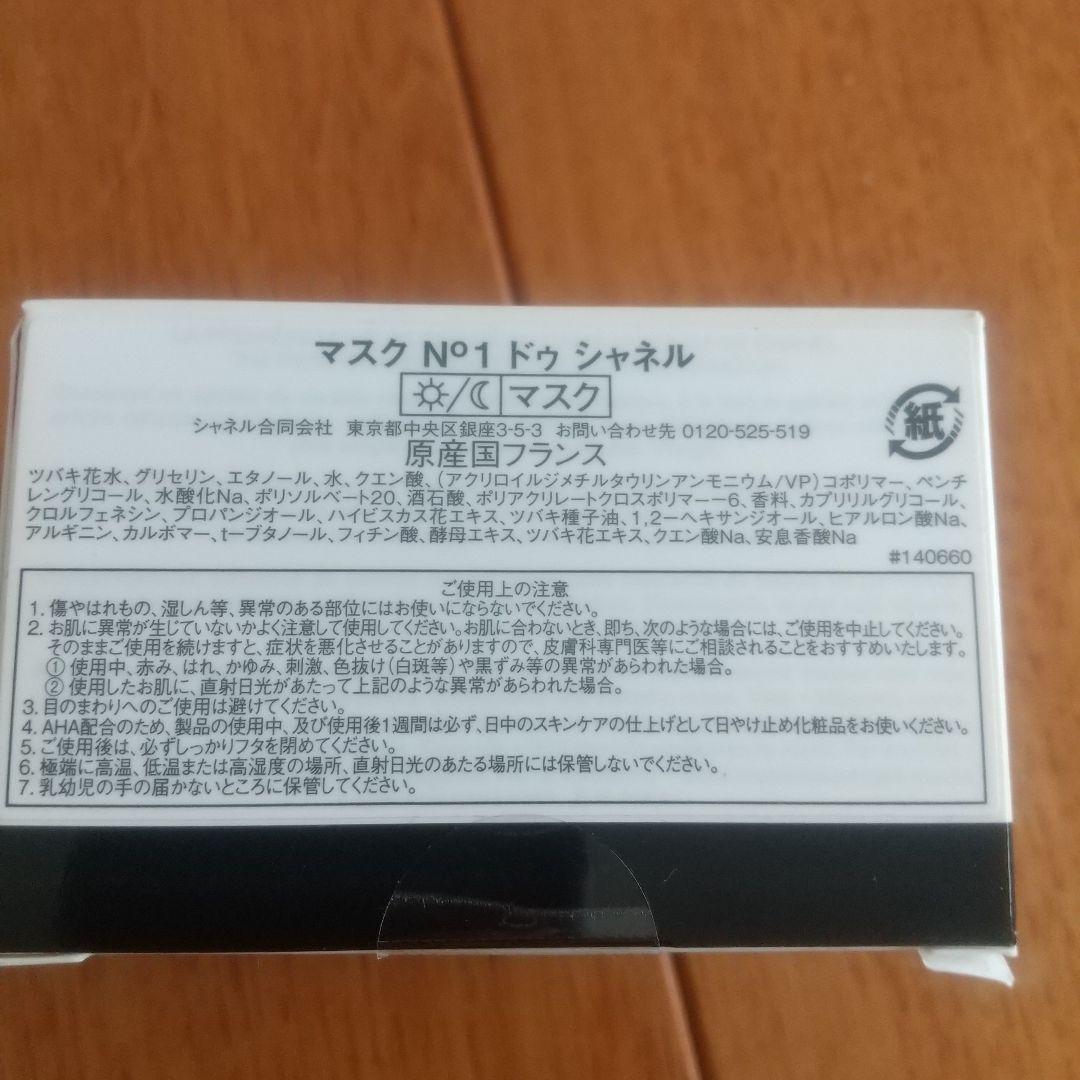 マスク Nº1 ドゥ シャネル
/ マスク
シャネル合同会社 東京都中央区銀座3-5-3 お問い合わせ先 0120-525-519
原産国フランス
紙
ツバキ花水、グリセリン、エタノール、水、クエン酸、(アクリロイルジメチルタウリンアンモニウム/VP)コポリマー、ペンチ
レングリコール、水酸化Na、ポリソルベート20、酒石酸、ポリアクリレートクロスポリマー-6、香料、カプリリルグリコール、
クロルフェネシン、プロパンジオール、ハイビスカス花エキス、ツバキ種子油、1,2-ヘキサンジオール、ヒアルロン酸Na、
アルギニン、カルボマー、t-ブタノール、フィチン酸、酵母エキス、ツバキ花エキス、クエン酸Na、安息香酸Na
#140660
ご使用上の注意
1. 傷やはれもの、湿しん等、異常のある部位にはお使いにならないでください。
2. お肌に異常が生じていないかよく注意して使用してください。お肌に合わないとき、即ち、次のような場合には、ご使用を中止してください。
そのままご使用を続けますと、症状を悪化させることがありますので、皮膚科専門医等にご相談されることをおすすめいたします。
① 使用中、赤み、はれ、かゆみ、刺激、色抜け(白斑等)や黒ずみ等の異常があらわれた場合。
② 使用したお肌に、直射日光があたって上記のような異常があらわれた場合。
3. 目のまわりへのご使用は避けてください。
4. AHA配合のため、製品の使用中、及び使用後1週間は必ず、日中のスキンケアの仕上げとして日やけ止め化粧品をお使いください。
5. ご使用後は、必ずしっかりフタを閉めてください。
6. 極端に高温、低温または高湿度の場所、直射日光のあたる場所には保管しないでください。
7. 乳幼児の手の届かないところに保管してください。